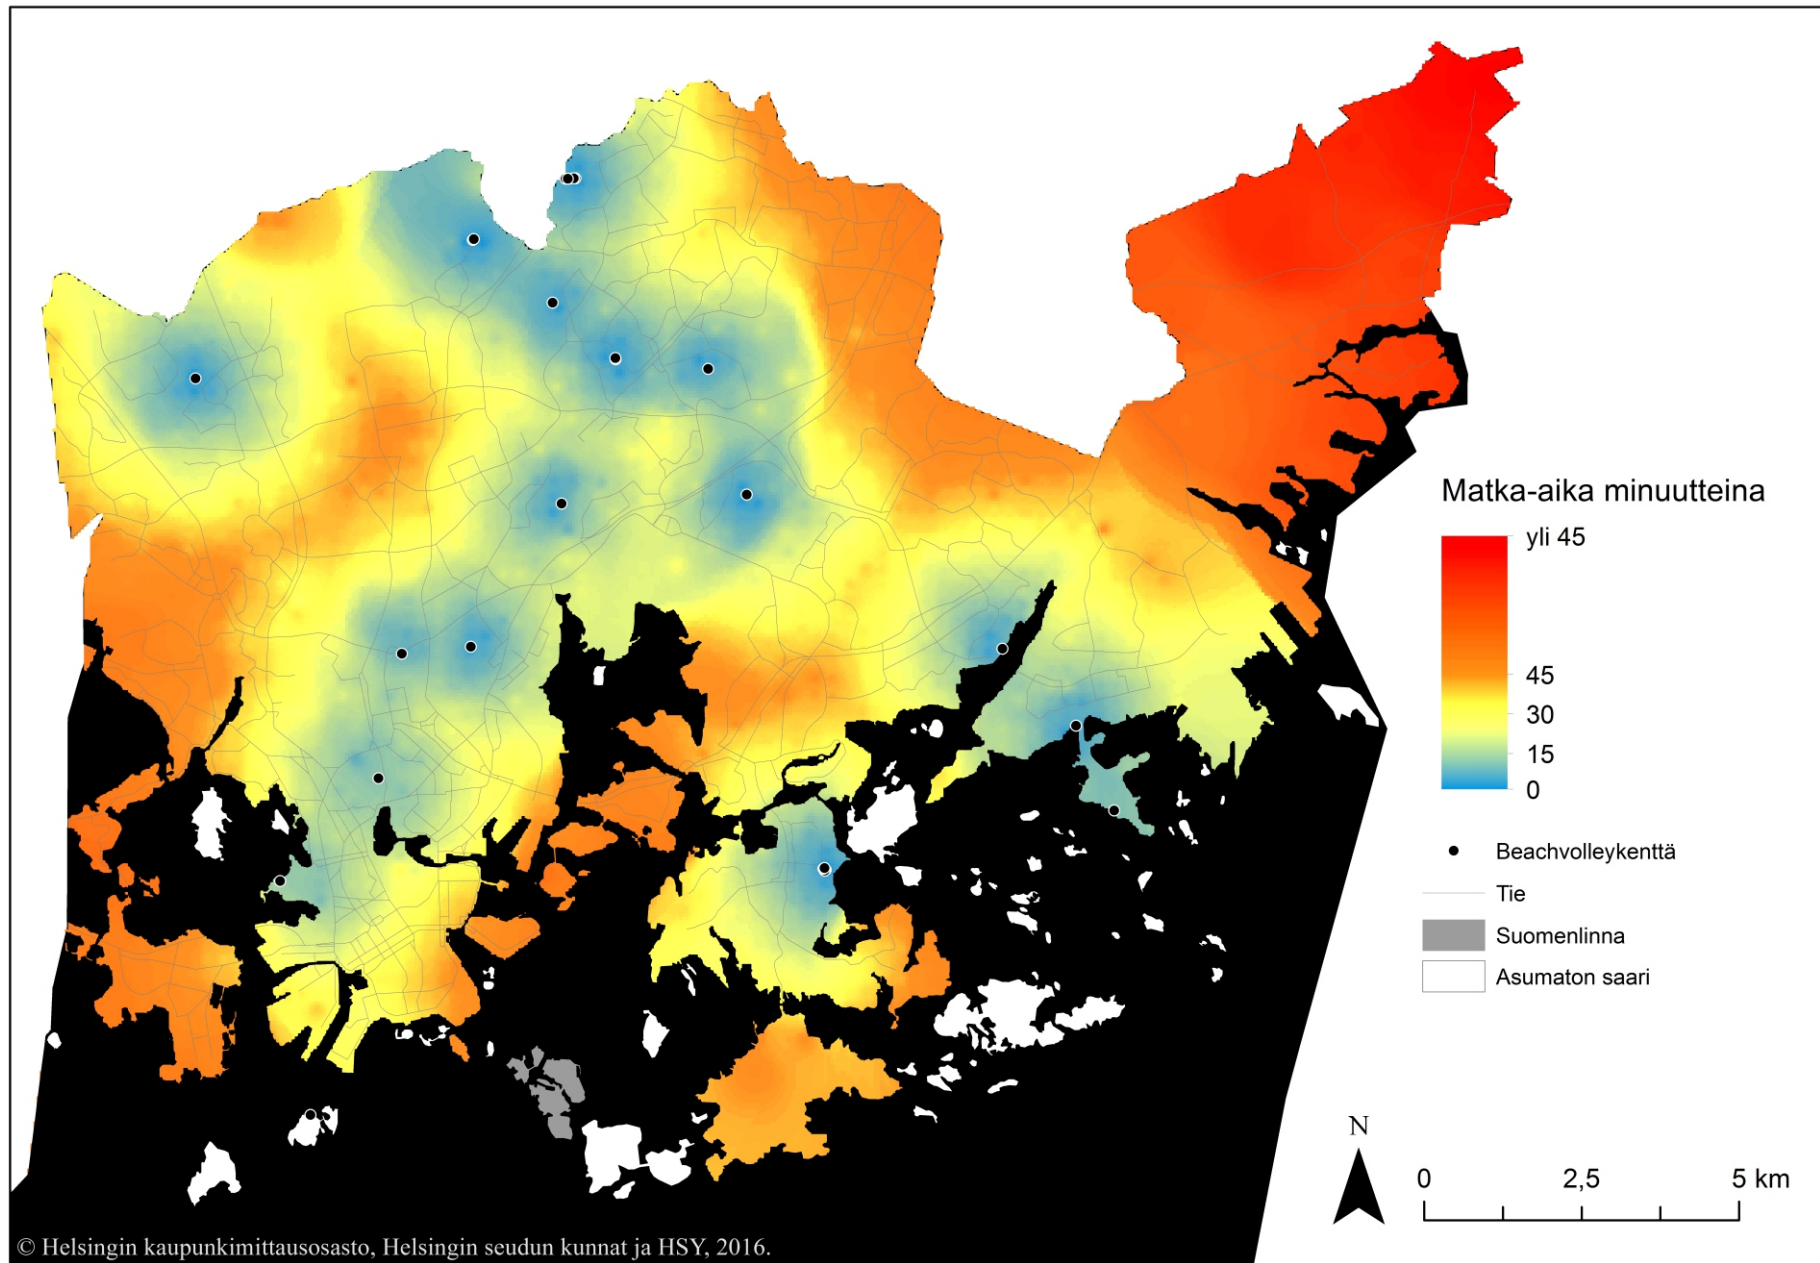 Matka-aika minuutteina
yli 45
45
30
15
0
Beachvolleykenttä
Tie
Suomenlinna
Asumaton saari
N
0 2,5 5 km
© Helsingin kaupunkimittausosasto, Helsingin seudun kunnat ja HSY, 2016.